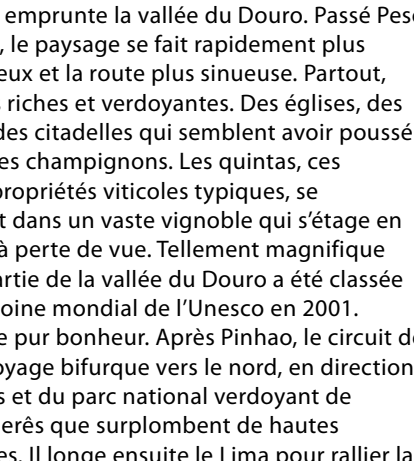 emprunte la vallée du Douro. Passé
, le paysage se fait rapidement plus
eux et la route plus sinueuse. Partout,
riches et verdoyantes. Des églises, des
des citadelles qui semblent avoir poussé
es champignons. Les quintas, ces
propriétés viticoles typiques, se
t dans un vaste vignoble qui s'étage en
à perte de vue. Tellement magnifique
artie de la vallée du Douro a été classée
oine mondial de l'Unesco en 2001.
e pur bonheur. Après Pinhao, le circuit
oyage bifurque vers le nord, en direction
s et du parc national verdoyant de
erês que surplombent de hautes
es. Il longe ensuite le Lima pour rallier la